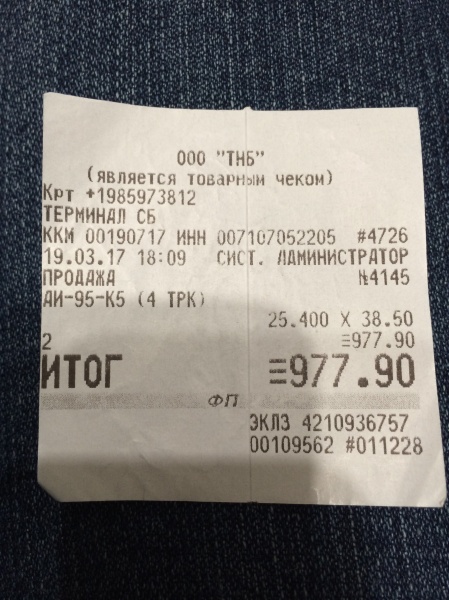 ООО "ТНБ"
(является товарным чеком)
Крт +1985973812
ТЕРМИНАЛ СБ
ККМ 00190717 ИНН 007107052205 #4726
19.03.17 18:09 СИСТ. АДМИНИСТРАТОР
ПРОДАЖА №4145
АИ-95-К5 (4 ТРК)
25.400 X 38.50
2 ≡977.90
ИТОГ ≡977.90
ФП
ЭКЛЗ 4210936757
00109562 #011228